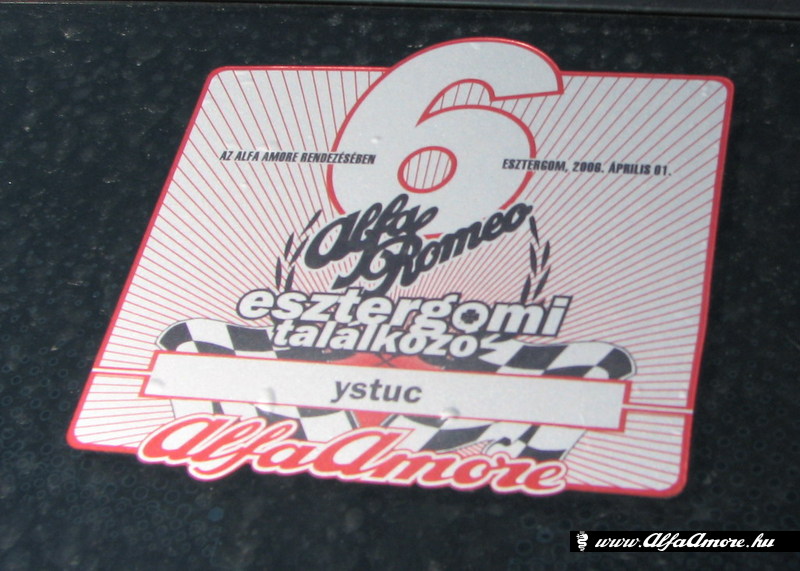 6
AZ ALFA AMORE RENDEZÉSÉBEN
ESZTERGOM, 2006. ÁPRILIS 01.
Alfa
Romeo
esztergomi
találkozó
ystuc
AlfaAmore
www.AlfaAmore.hu